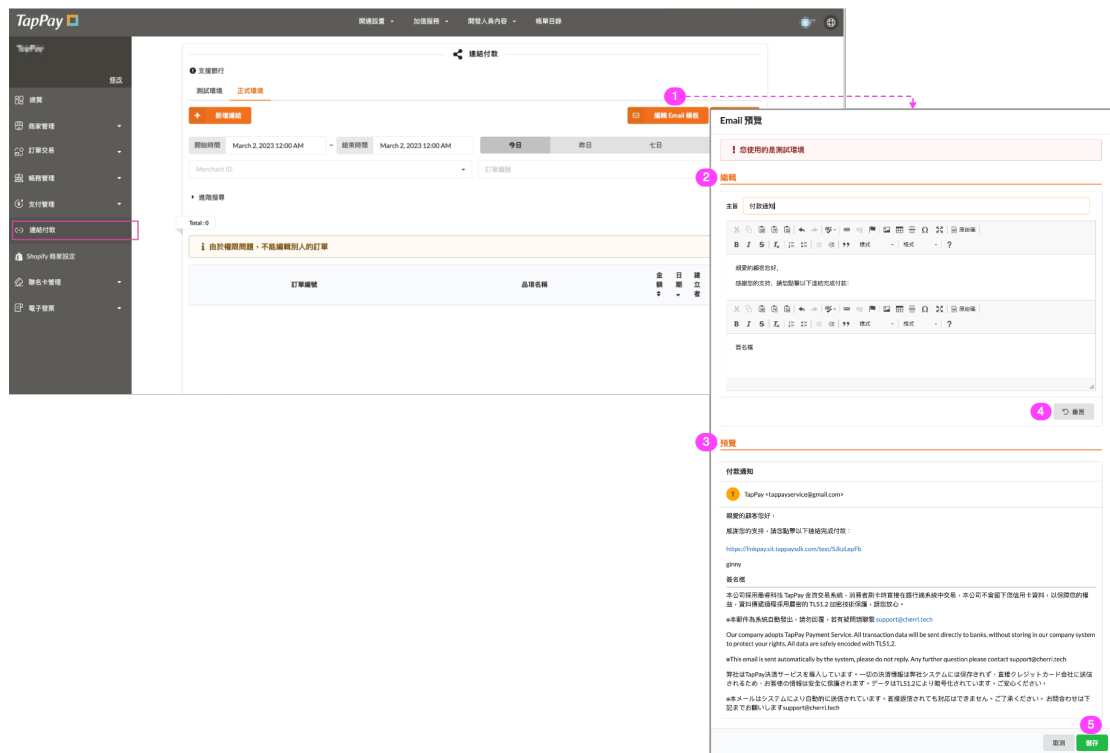 TapPay
開通設置
加值服務
開發人員內容
帳單目錄
修改
總覽
商家管理
訂單交易
帳務管理
支付管理
連結付款
Shopify 商家設定
聯名卡管理
電子發票
連結付款
支援銀行
測試環境 正式環境
+ 新增連結
編輯 Email 模板
開始時間 March 2, 2023 12:00 AM - 結束時間 March 2, 2023 12:00 AM 今日 昨日 七日
Merchant ID 訂單編號
進階搜尋
Total : 0
由於權限問題，不能編輯別人的訂單
訂單編號 品項名稱 金額 日期 建立者
1
Email 預覽
您使用的是測試環境
2 編輯
主旨 付款通知
原始碼
B I S Tx 樣式 格式 ?
親愛的顧客您好,
感謝您的支持，請您點擊以下連結完成付款:
原始碼
B I S Tx 樣式 格式 ?
簽名檔
4 重置
3 預覽
付款通知
T TapPay <tappayservice@gmail.com>
親愛的顧客您好，
感謝您的支持，請您點擊以下連結完成付款：
https://linkpay.sit.tappaysdk.com/test/SJkzLepFb
ginny
簽名檔
本公司採用喬睿科技 TapPay 金流交易系統，消費者刷卡時直接在銀行端系統中交易，本公司不會留下您信用卡資料，以保障您的權
益，資料傳遞過程採用嚴密的 TLS1.2 加密技術保護，請您放心。
※本郵件為系統自動發出，請勿回覆，若有疑問請聯繫 support@cherri.tech
Our company adopts TapPay Payment Service. All transaction data will be sent directly to banks, without storing in our company system
to protect your rights. All data are safely encoded with TLS1.2.
※This email is sent automatically by the system, please do not reply. Any further question please contact support@cherri.tech
弊社はTapPay決済サービスを導入しています。一切の決済情報は弊社システムには保存されず、直接クレジットカード会社に送信
されるため、お客様の情報は安全に保護されます。データはTLS1.2により暗号化されています。ご安心ください。
※本メールはシステムにより自動的に送信されています。直接返信されても対応はできません。ご了承ください。お問合わせは下
記までお願いしますsupport@cherri.tech
5
取消 儲存